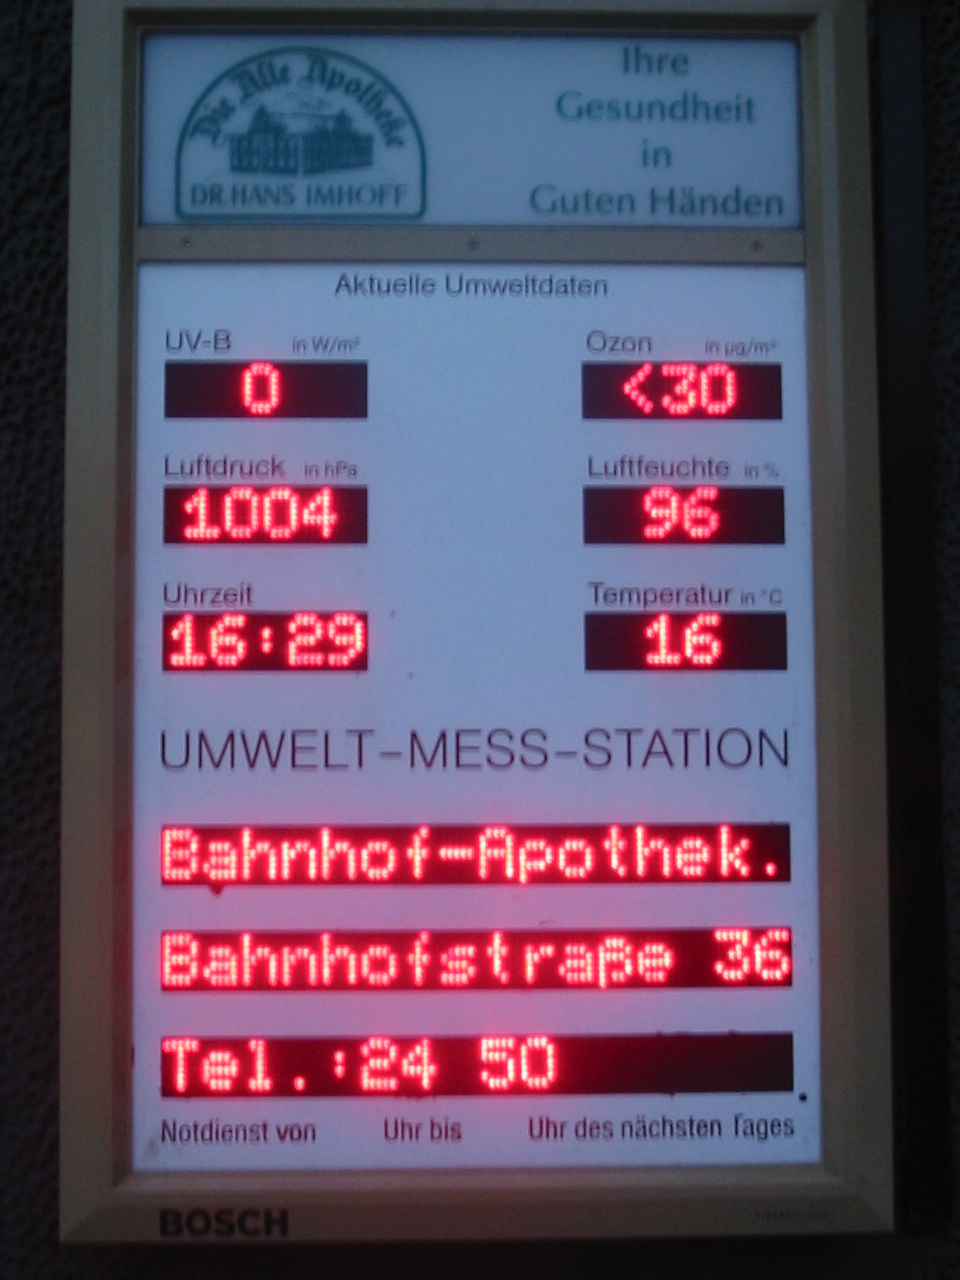 Die Alte Apotheke
DR. HANS IMHOFF
Ihre
Gesundheit
in
Guten Händen
Aktuelle Umweltdaten
UV-B in W/m²
0
Ozon in µg/m³
<30
Luftdruck in hPa
1004
Luftfeuchte in %
96
Uhrzeit
16:29
Temperatur in °C
16
UMWELT-MESS-STATION
Bahnhof-Apothek.
Bahnhofstraße 36
Tel.:24 50
Notdienst von Uhr bis Uhr des nächsten Tages
BOSCH